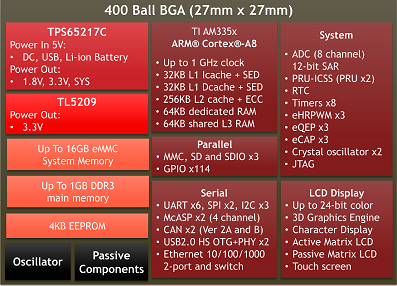 400 Ball BGA (27mm x 27mm)
TPS65217C
Power In 5V:
• DC, USB, Li-ion Battery
Power Out:
• 1.8V, 3.3V, SYS
TL5209
Power Out:
• 3.3V
Up To 16GB eMMC
System Memory
Up To 1GB DDR3
main memory
4KB EEPROM
Oscillator
Passive
Components
TI AM335x
ARM® Cortex®-A8
• Up to 1 GHz clock
• 32KB L1 Icache + SED
• 32KB L1 Dcache + SED
• 256KB L2 cache + ECC
• 64KB dedicated RAM
• 64KB shared L3 RAM
Parallel
• MMC, SD and SDIO x3
• GPIO x114
Serial
• UART x6, SPI x2, I2C x3
• McASP x2 (4 channel)
• CAN x2 (Ver 2A and B)
• USB2.0 HS OTG+PHY x2
• Ethernet 10/100/1000
2-port and switch
System
• ADC (8 channel)
12-bit SAR
• PRU-ICSS (PRU x2)
• RTC
• Timers x8
• eHRPWM x3
• eQEP x3
• eCAP x3
• Crystal oscillator x2
• JTAG
LCD Display
• Up to 24-bit color
• 3D Graphics Engine
• Character Display
• Active Matrix LCD
• Passive Matrix LCD
• Touch screen